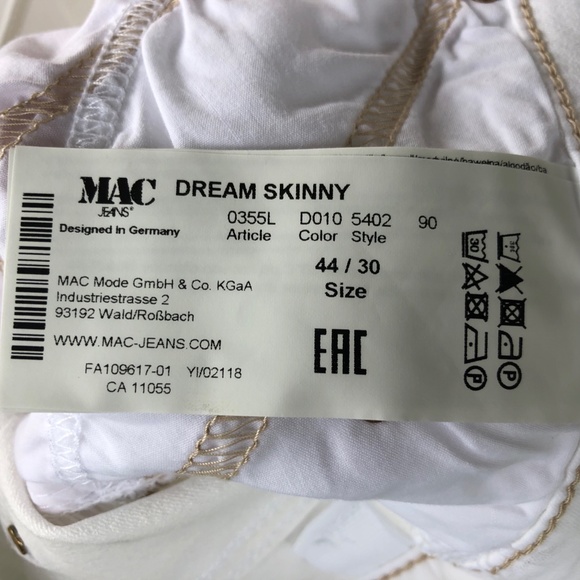 MAC
JEANS®
DREAM SKINNY
0355L D010 5402 90
Article Color Style
Designed in Germany
44 / 30
Size
MAC Mode GmbH & Co. KGaA
Industriestrasse 2
93192 Wald/Roßbach
WWW.MAC-JEANS.COM
EAC
FA109617-01 YI/02118
CA 11055
30
P
P